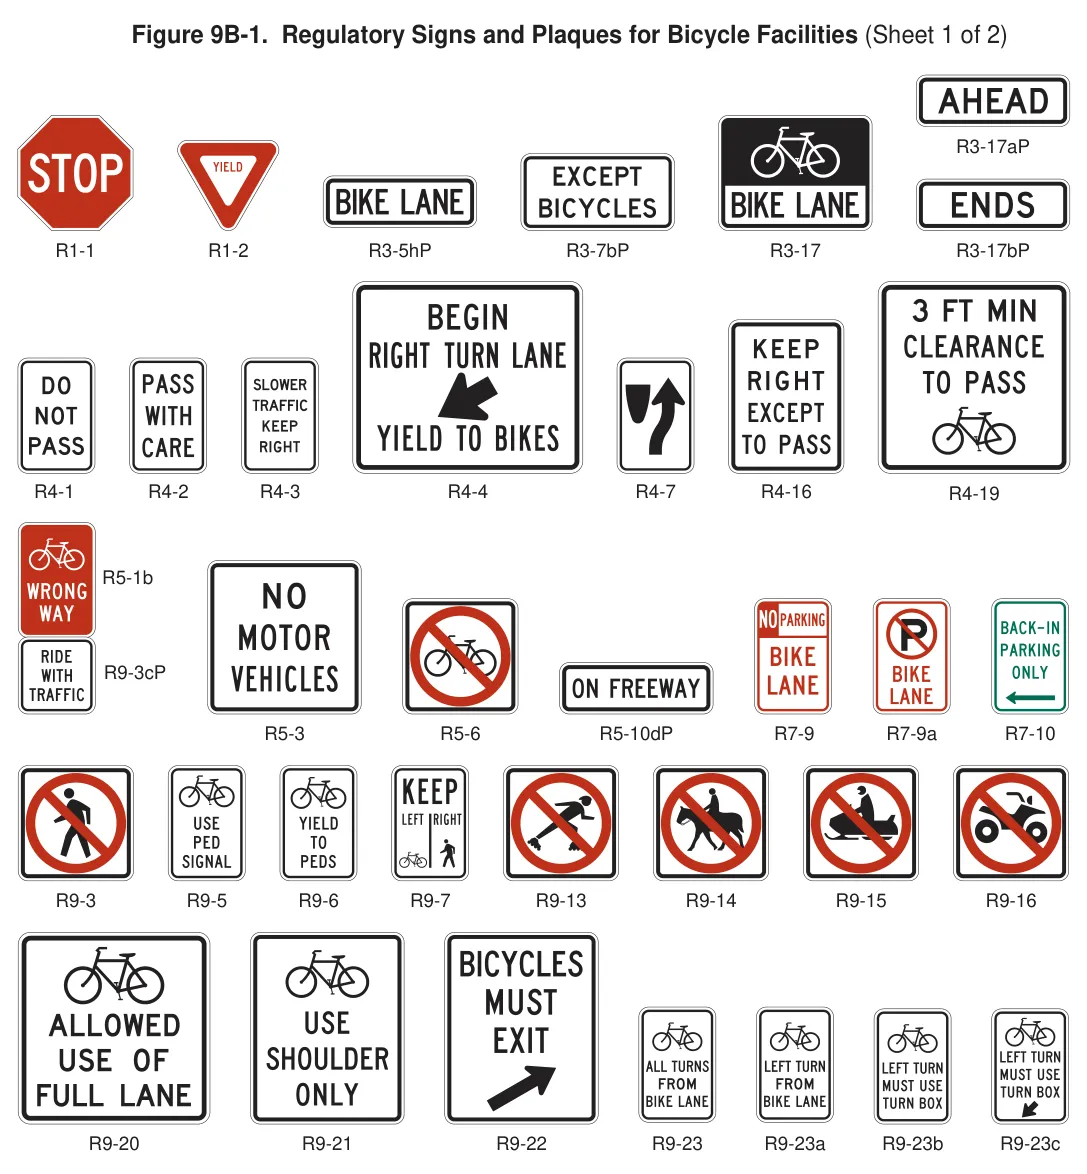 Figure 9B-1. Regulatory Signs and Plaques for Bicycle Facilities (Sheet 1 of 2)
STOP
R1-1
YIELD
R1-2
BIKE LANE
R3-5hP
EXCEPT
BICYCLES
R3-7bP
BIKE LANE
R3-17
AHEAD
R3-17aP
ENDS
R3-17bP
DO
NOT
PASS
R4-1
PASS
WITH
CARE
R4-2
SLOWER
TRAFFIC
KEEP
RIGHT
R4-3
BEGIN
RIGHT TURN LANE
YIELD TO BIKES
R4-4
R4-7
KEEP
RIGHT
EXCEPT
TO PASS
R4-16
3 FT MIN
CLEARANCE
TO PASS
R4-19
WRONG
WAY
R5-1b
RIDE
WITH
TRAFFIC
R9-3cP
NO
MOTOR
VEHICLES
R5-3
R5-6
ON FREEWAY
R5-10dP
NO PARKING
BIKE
LANE
R7-9
P
BIKE
LANE
R7-9a
BACK-IN
PARKING
ONLY
R7-10
R9-3
USE
PED
SIGNAL
R9-5
YIELD
TO
PEDS
R9-6
KEEP
LEFT RIGHT
R9-7
R9-13
R9-14
R9-15
R9-16
ALLOWED
USE OF
FULL LANE
R9-20
USE
SHOULDER
ONLY
R9-21
BICYCLES
MUST
EXIT
R9-22
ALL TURNS
FROM
BIKE LANE
R9-23
LEFT TURN
FROM
BIKE LANE
R9-23a
LEFT TURN
MUST USE
TURN BOX
R9-23b
LEFT TURN
MUST USE
TURN BOX
R9-23c